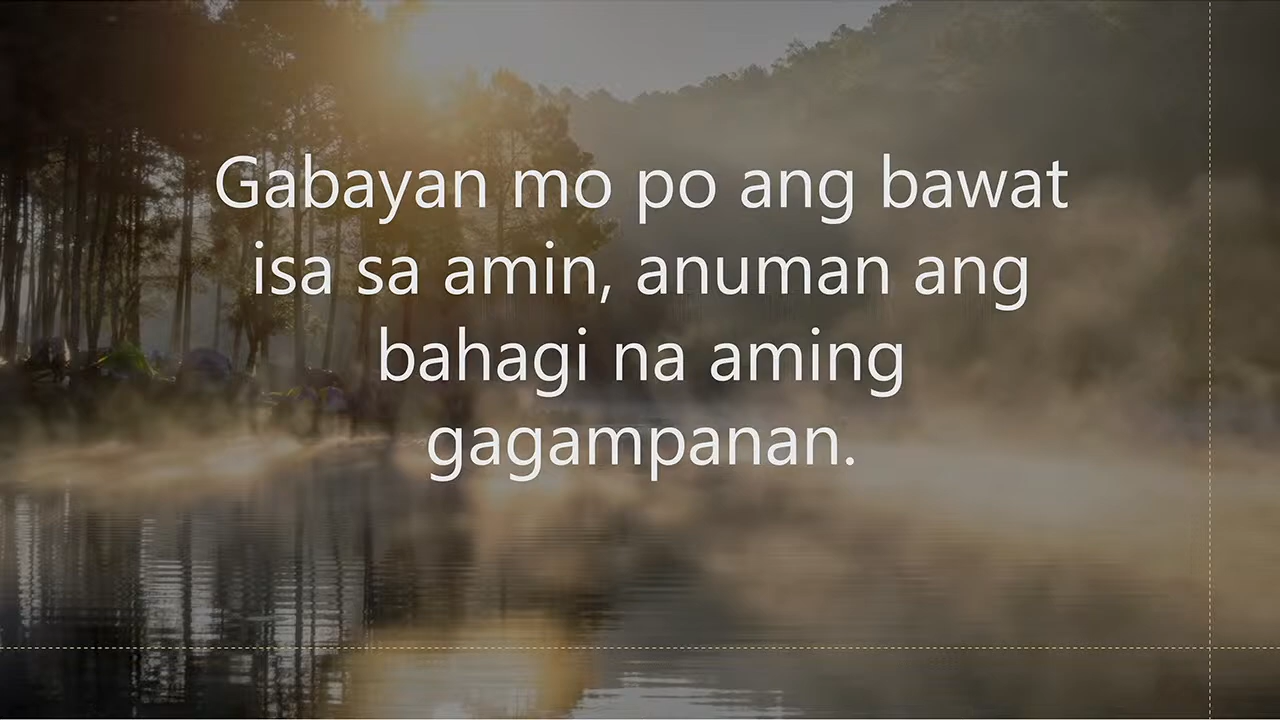 Gabayan mo po ang bawat
isa sa amin, anuman ang
bahagi na aming
gagampanan.